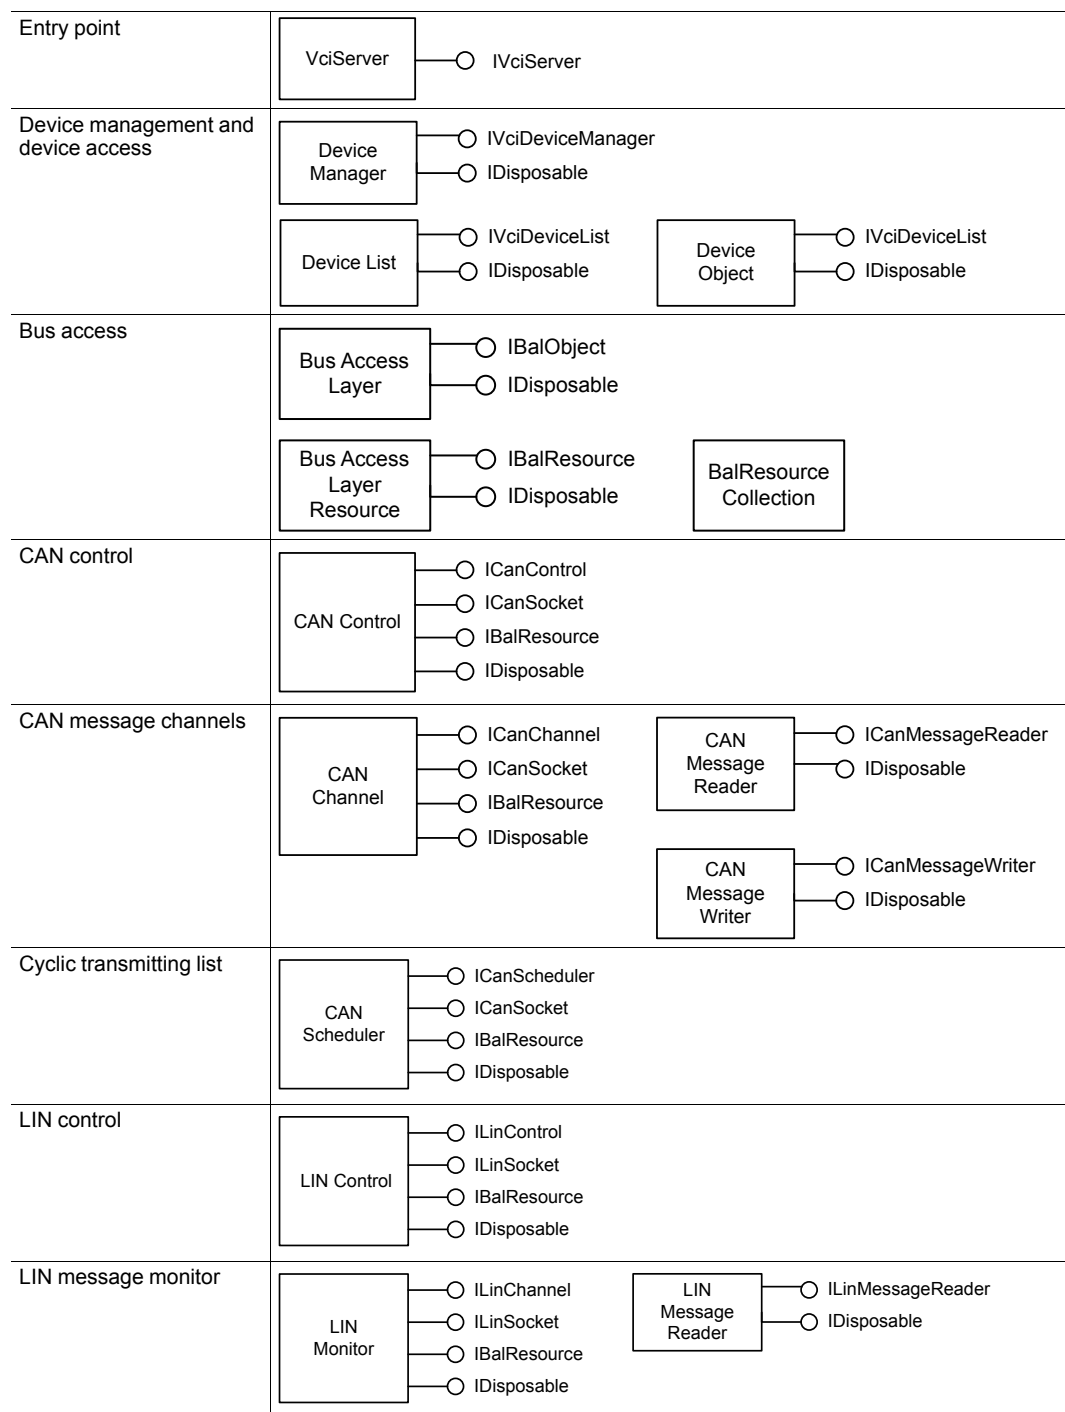 Entry point
VciServer
IVciServer
Device management and
device access
Device
Manager
IVciDeviceManager
IDisposable
Device List
IVciDeviceList
IDisposable
Device
Object
IVciDeviceList
IDisposable
Bus access
Bus Access
Layer
IBalObject
IDisposable
Bus Access
Layer
Resource
IBalResource
IDisposable
BalResource
Collection
CAN control
CAN Control
ICanControl
ICanSocket
IBalResource
IDisposable
CAN message channels
CAN
Channel
ICanChannel
ICanSocket
IBalResource
IDisposable
CAN
Message
Reader
ICanMessageReader
IDisposable
CAN
Message
Writer
ICanMessageWriter
IDisposable
Cyclic transmitting list
CAN
Scheduler
ICanScheduler
ICanSocket
IBalResource
IDisposable
LIN control
LIN Control
ILinControl
ILinSocket
IBalResource
IDisposable
LIN message monitor
LIN
Monitor
ILinChannel
ILinSocket
IBalResource
IDisposable
LIN
Message
Reader
ILinMessageReader
IDisposable